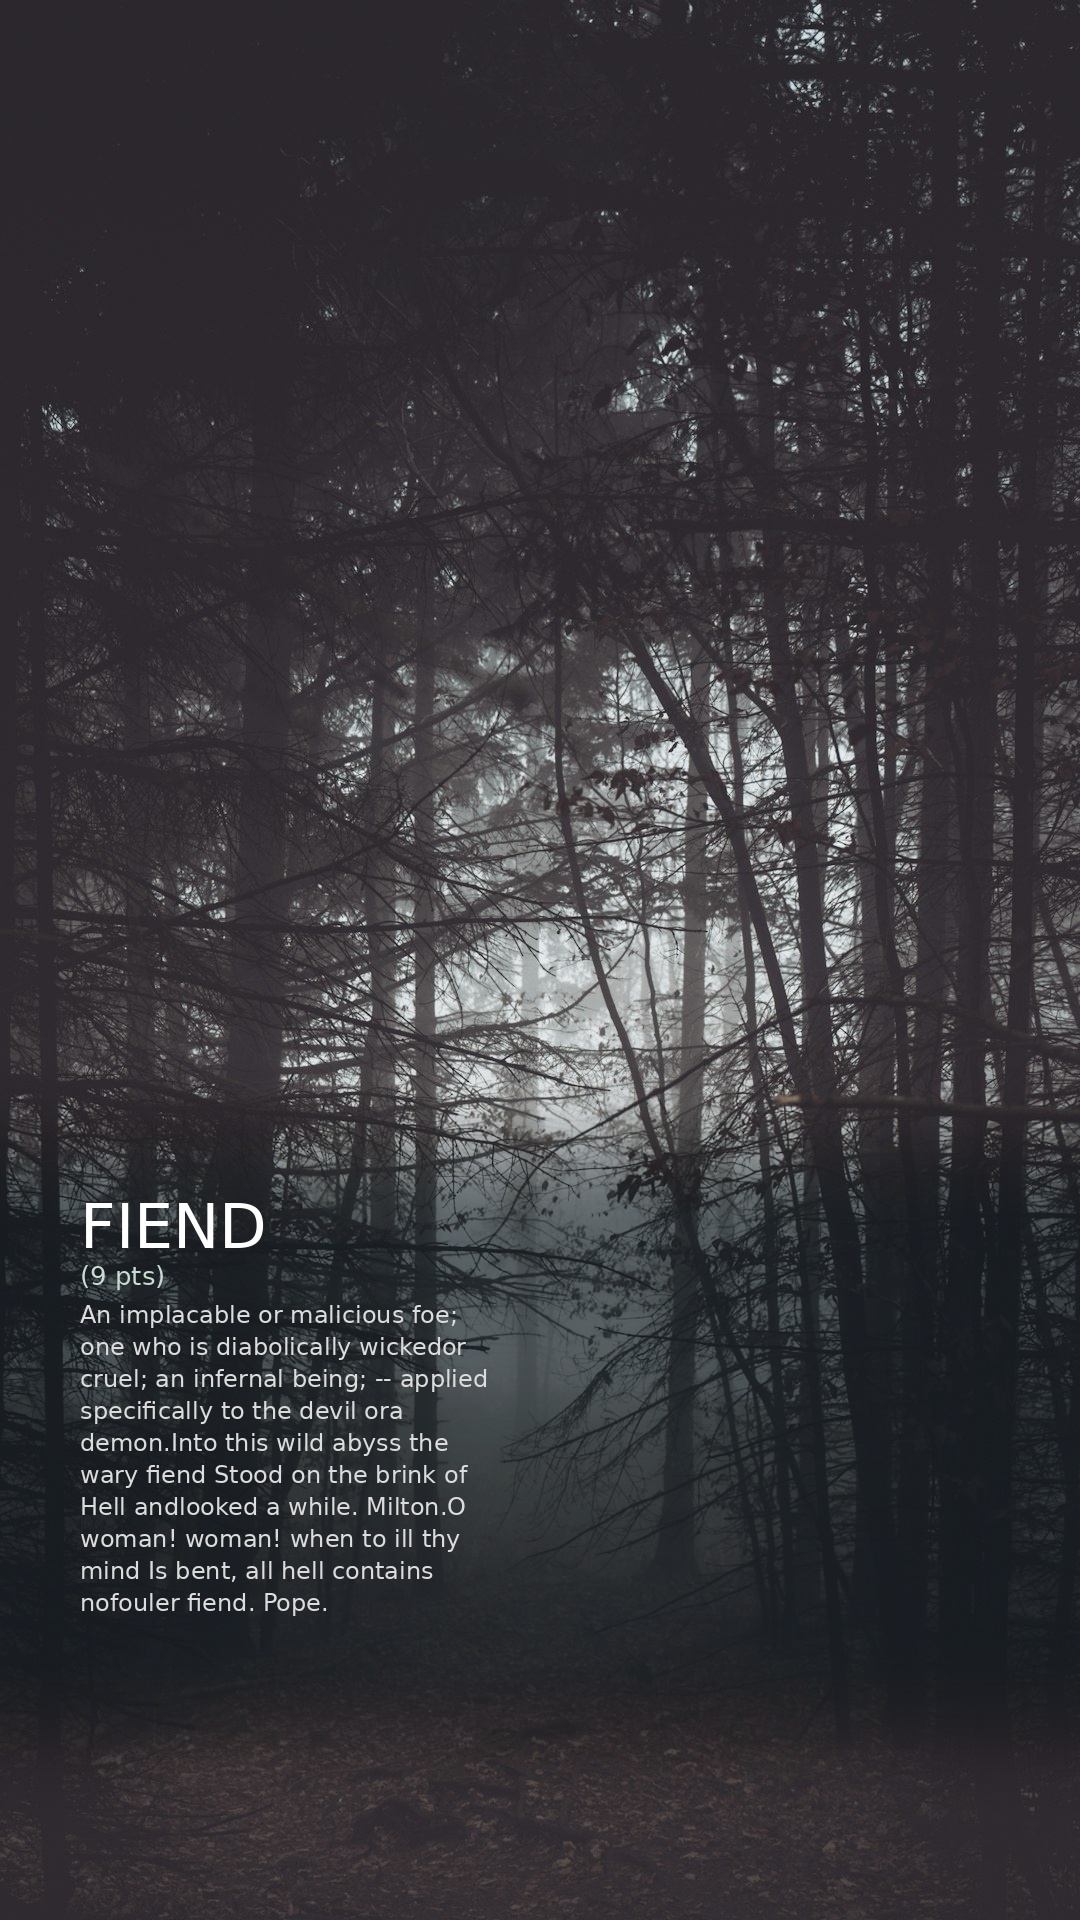 FIEND
(9 pts)
An implacable or malicious foe;
one who is diabolically wickedor
cruel; an infernal being; -- applied
specifically to the devil ora
demon.Into this wild abyss the
wary fiend Stood on the brink of
Hell andlooked a while. Milton.O
woman! woman! when to ill thy
mind Is bent, all hell contains
nofouler fiend. Pope.